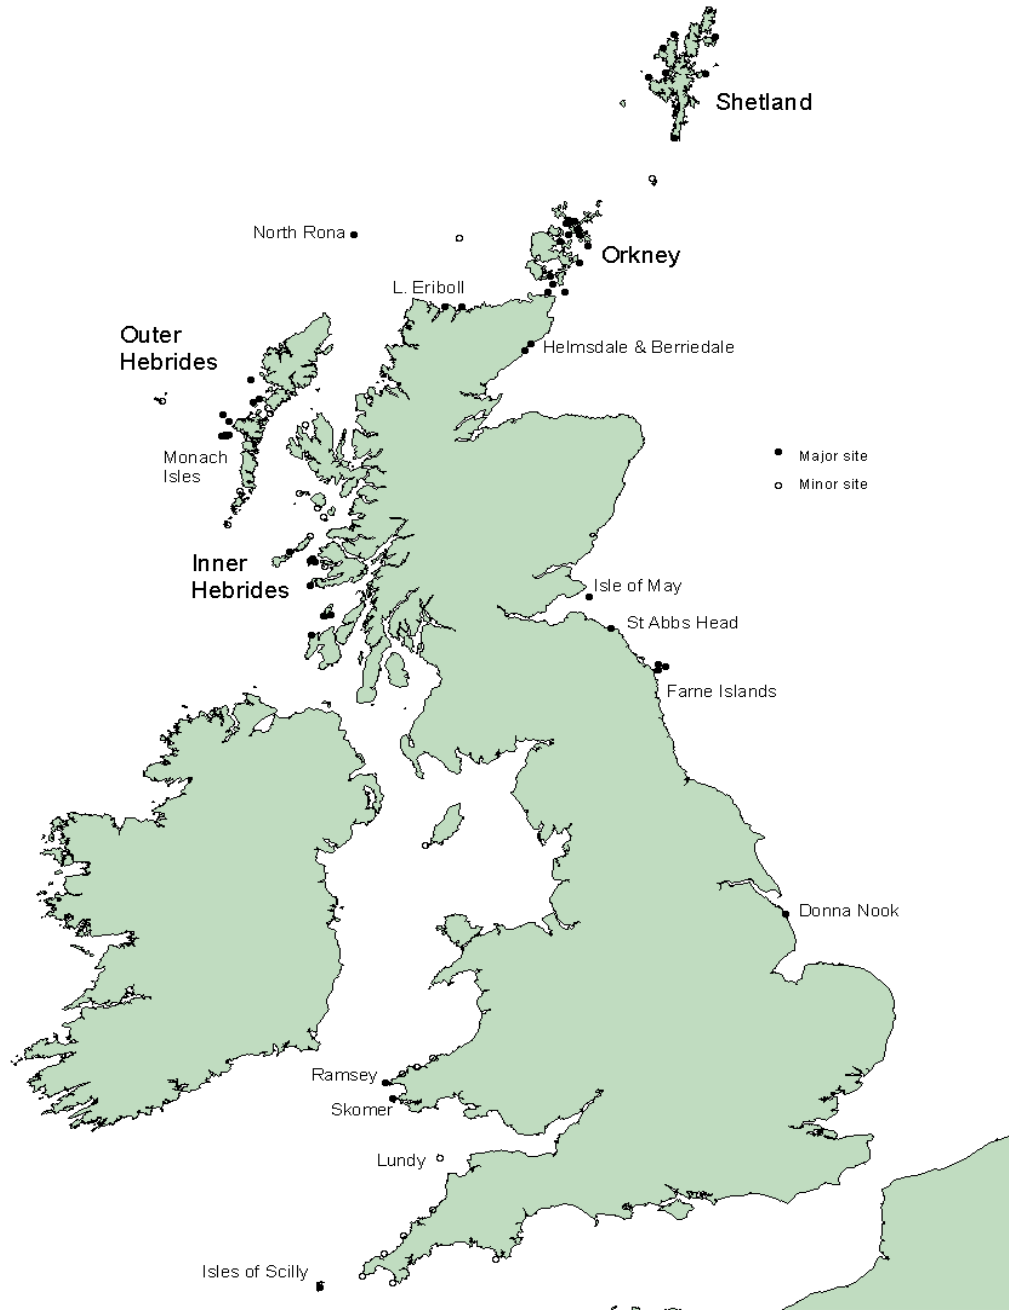 Shetland
North Rona
Orkney
L. Eriboll
Outer
Hebrides
Helmsdale & Berriedale
Monach
Isles
Major site
Minor site
Inner
Hebrides
Isle of May
St Abbs Head
Farne Islands
Donna Nook
Ramsey
Skomer
Lundy
Isles of Scilly